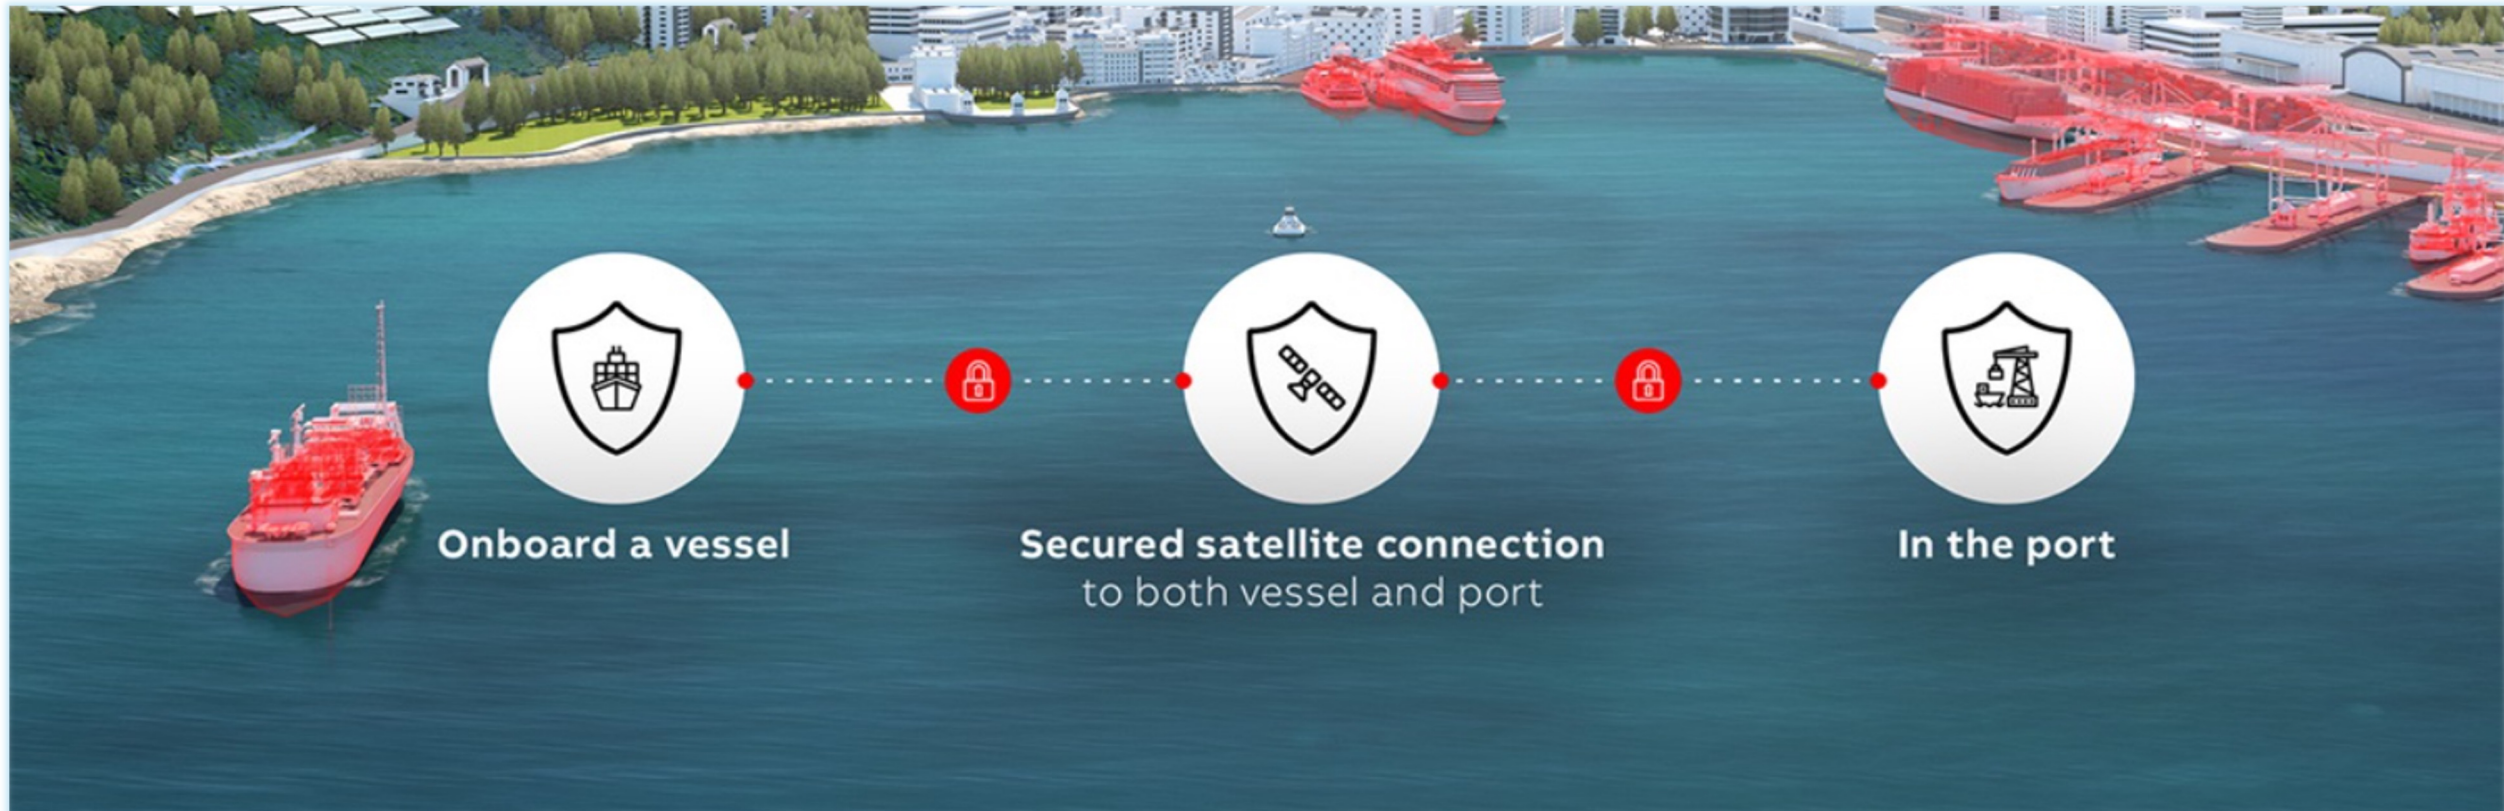 Onboard a vessel
Secured satellite connection
to both vessel and port
In the port